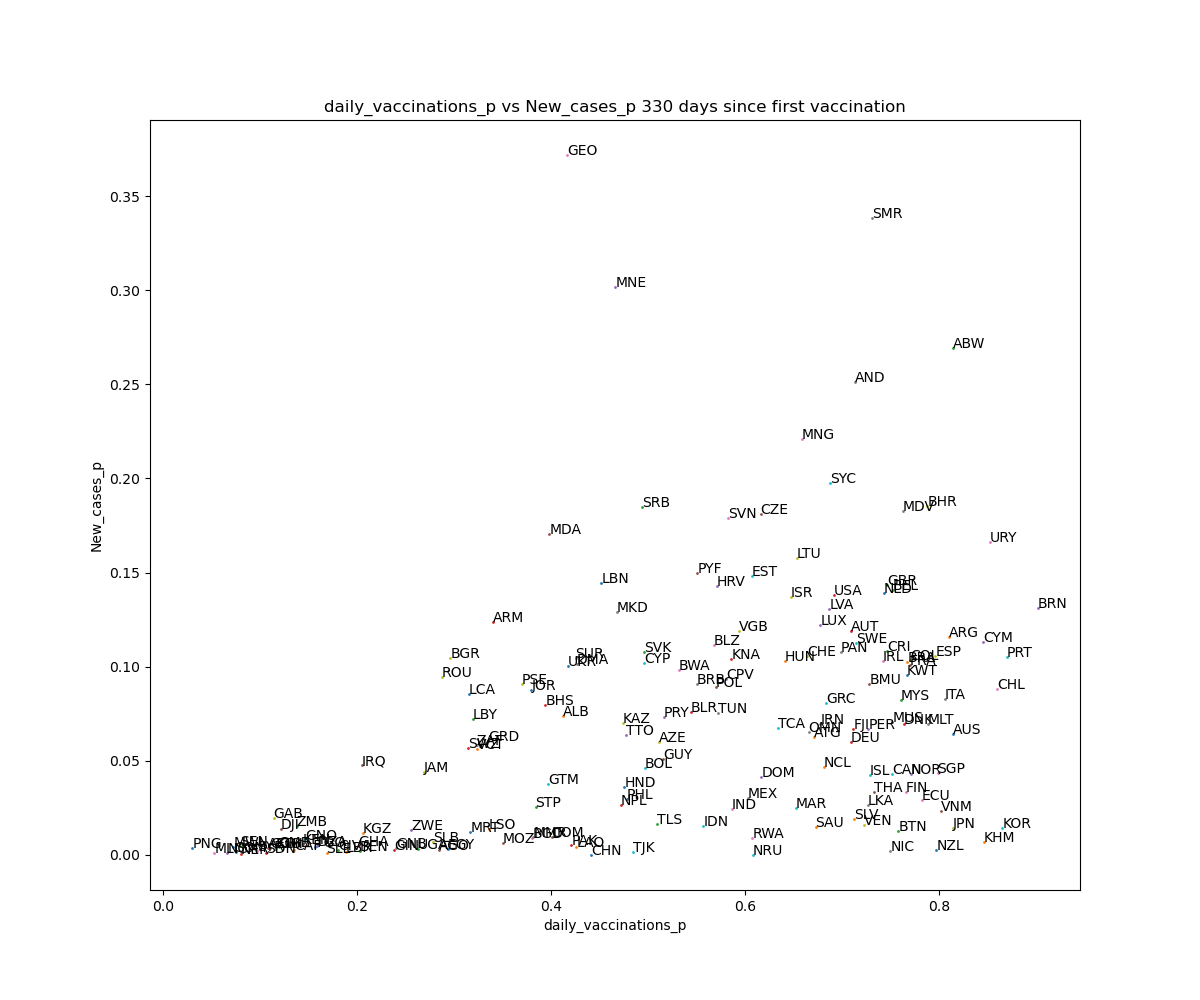 daily_vaccinations_p vs New_cases_p 330 days since first vaccination
GEO
0.35
SMR
0.30
MNE
ABW
0.25
AND
MNG
0.20
SYC
SRB
BHR
MDV
SVN
CZE
MDA
URY
LTU
0.15
PYF
EST
LBN
HRV
GBR
NLD
ISR
USA
LVA
BRN
MKD
ARM
LUX
VGB
AUT
ARG
SWE
CYM
BLZ
SVK
PAN
CRI
BGR
SUR
UKR
DMA
CYP
KNA
HUN
CHE
IRL
ESP
PRT
0.10
BWA
KWT
ROU
CPV
BRB
POL
PSE
JOR
BMU
CHL
LCA
BHS
GRC
MYS
ITA
LBY
ALB
KAZ
PRY
BLR
TUN
TCA
IRN
MUS
DNK
MLT
TTO
OMN
ATG
FJI
PER
AUS
GRD
AZE
DEU
0.05
IRQ
JAM
GUY
BOL
NCL
ISL
CAN
NOR
SGP
GTM
HND
DOM
PHL
MEX
THA
FIN
STP
NPL
IND
MAR
LKA
ECU
VNM
GAB
DJI
ZMB
GNQ
KGZ
ZWE
MRT
LSO
TLS
IDN
SAU
SLV
VEN
BTN
JPN
KOR
PNG
SEN
GHA
GNB
SLB
MOZ
COM
PAK
LAO
RWA
KHM
0.00
CHN
TJK
NRU
NIC
NZL
0.0
0.2
0.4
0.6
0.8
daily_vaccinations_p
New_cases_p